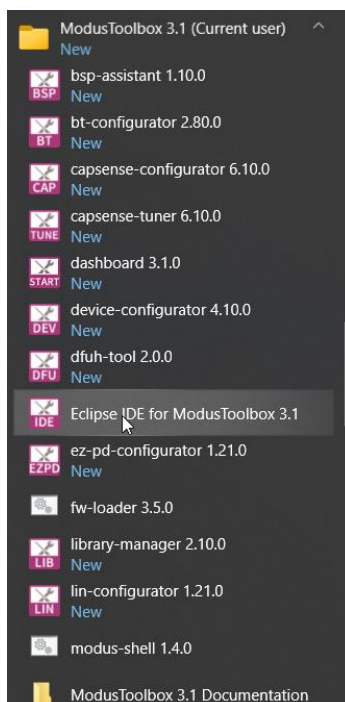 ModusToolbox 3.1 (Current user)
New
bsp-assistant 1.10.0
BSP
New
bt-configurator 2.80.0
BT
New
capsense-configurator 6.10.0
CAP
New
capsense-tuner 6.10.0
TUNE
New
dashboard 3.1.0
START
New
device-configurator 4.10.0
DEV
New
dfuh-tool 2.0.0
DFU
New
Eclipse IDE for ModusToolbox 3.1
IDE
ez-pd-configurator 1.21.0
EZPD
New
fw-loader 3.5.0
library-manager 2.10.0
LIB
New
lin-configurator 1.21.0
LIN
New
modus-shell 1.4.0
ModusToolbox 3.1 Documentation